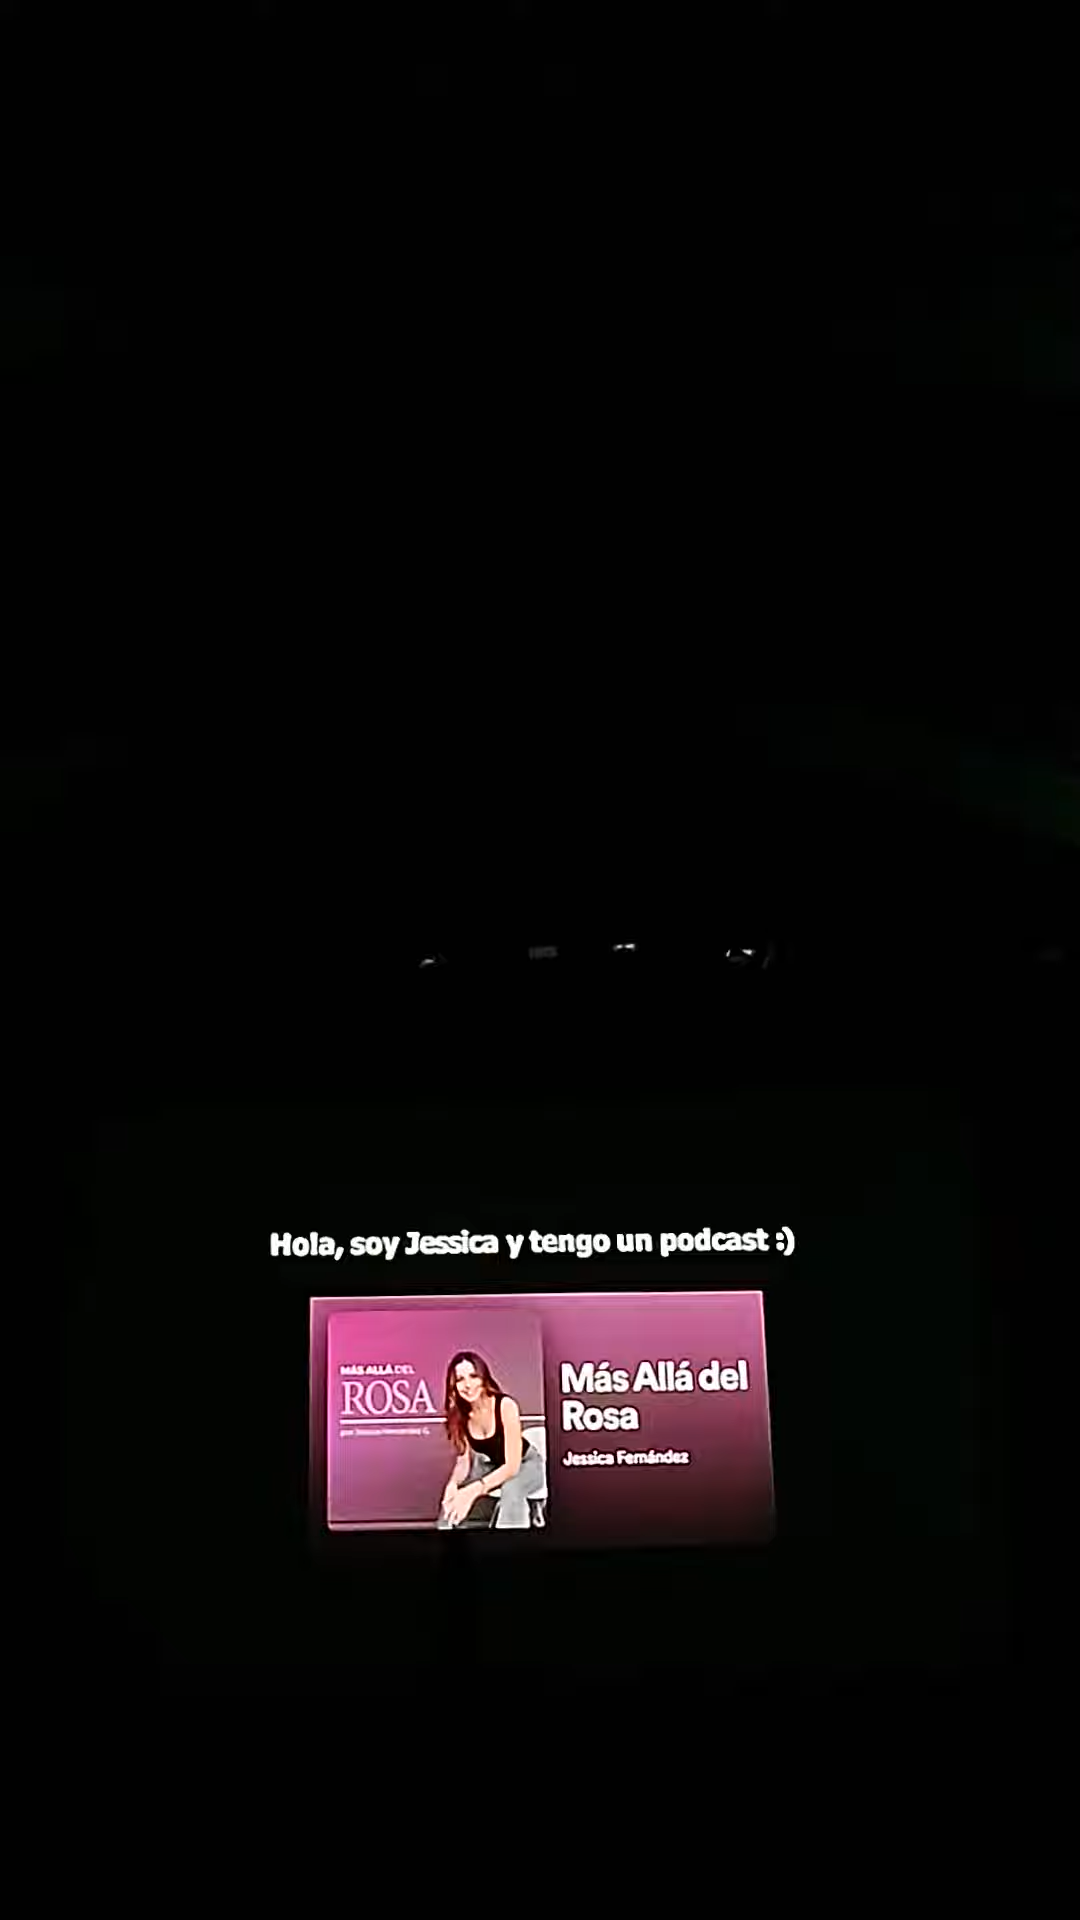 Hola, soy Jessica y tengo un podcast :)
MÁS ALLÁ DEL
ROSA
Más Allá del
Rosa
Jessica Fernández